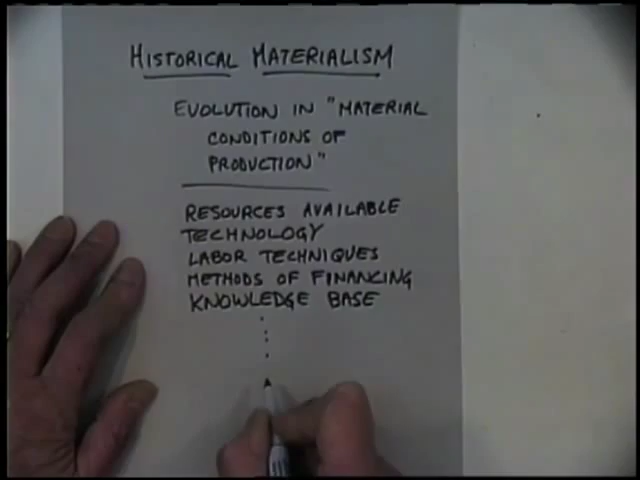 HISTORICAL MATERIALISM
EVOLUTION IN "MATERIAL
CONDITIONS OF
PRODUCTION"
RESOURCES AVAILABLE
TECHNOLOGY
LABOR TECHNIQUES
METHODS OF FINANCING
KNOWLEDGE BASE